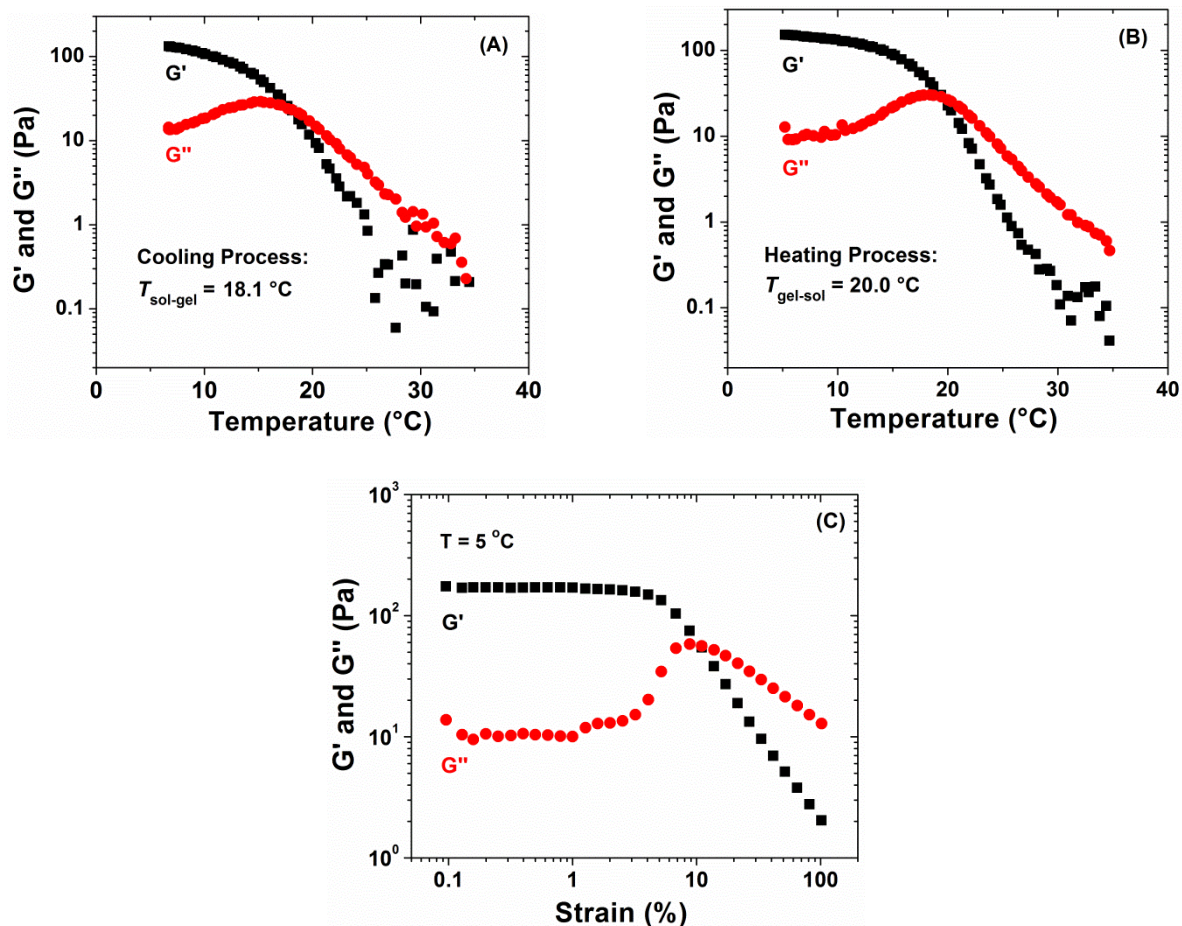 (A)
G' and G" (Pa)
100
10
1
0.1
G'
G"
Cooling Process:
T sol-gel = 18.1 °C
0 10 20 30 40
Temperature (°C)
(B)
G' and G" (Pa)
100
10
1
0.1
G'
G"
Heating Process:
T gel-sol = 20.0 °C
0 10 20 30 40
Temperature (°C)
(C)
G' and G" (Pa)
10³
10²
10¹
10⁰
T = 5 °C
G'
G"
0.1 1 10 100
Strain (%)